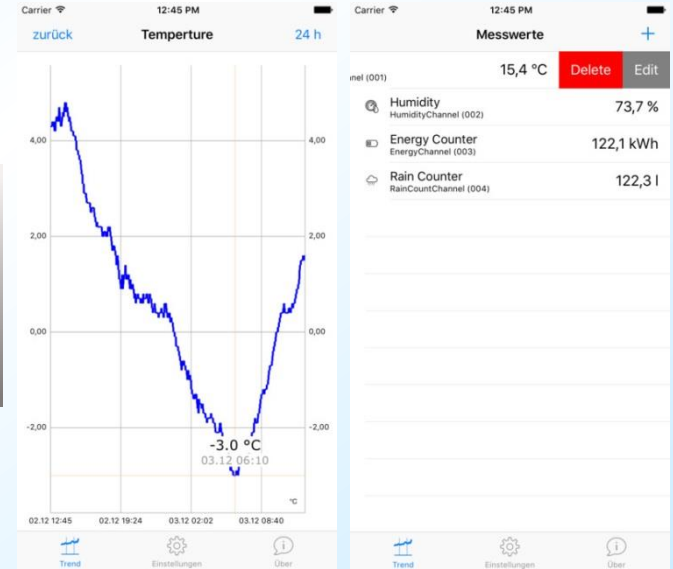 Carrier 12:45 PM
zurück Temperture 24 h
4,00 4,00
2,00 2,00
0,00 0,00
-2,00 -2,00
-3.0 °C
03.12 06:10
°C
02.12 12:45 02.12 19:24 03.12 02:02 03.12 08:40
Trend Einstellungen Über
Carrier 12:45 PM
Messwerte +
15,4 °C Delete Edit
nel (001)
Humidity 73,7 %
HumidityChannel (002)
Energy Counter 122,1 kWh
EnergyChannel (003)
Rain Counter 122,3 l
RainCountChannel (004)
Trend Einstellungen Über